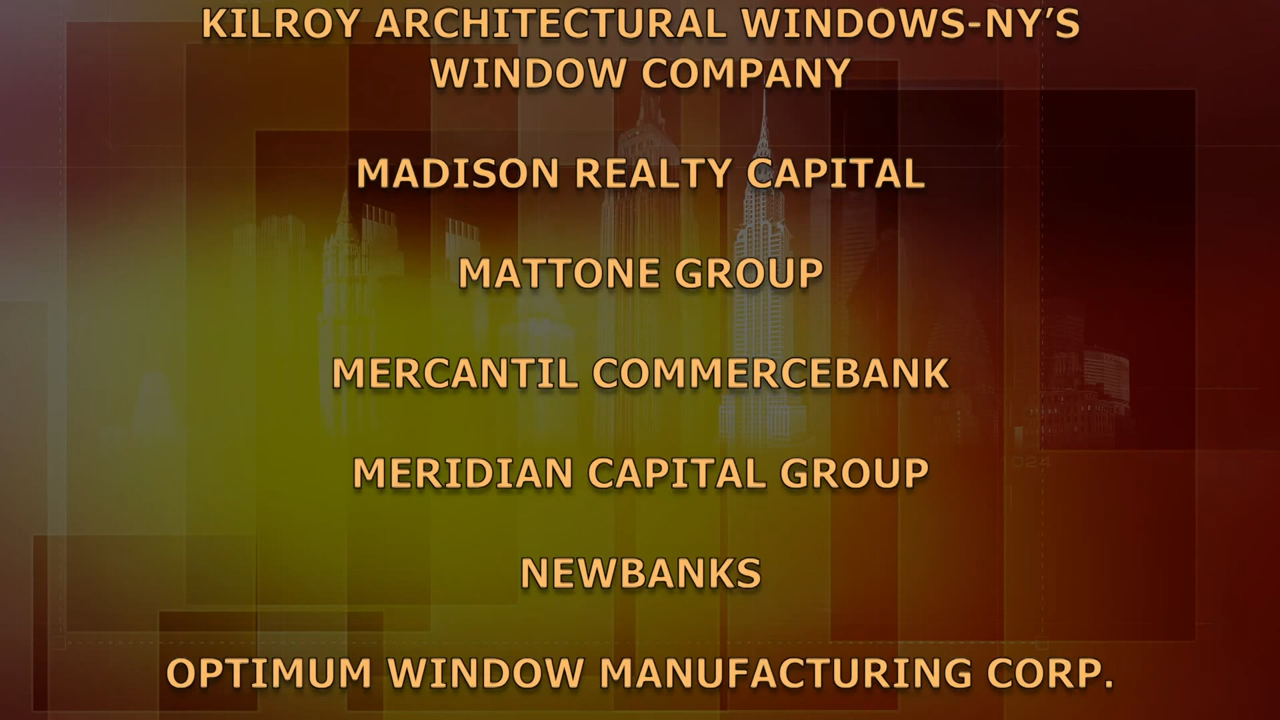 KILROY ARCHITECTURAL WINDOWS-NY’S
WINDOW COMPANY
MADISON REALTY CAPITAL
MATTONE GROUP
MERCANTIL COMMERCEBANK
MERIDIAN CAPITAL GROUP
NEWBANKS
OPTIMUM WINDOW MANUFACTURING CORP.